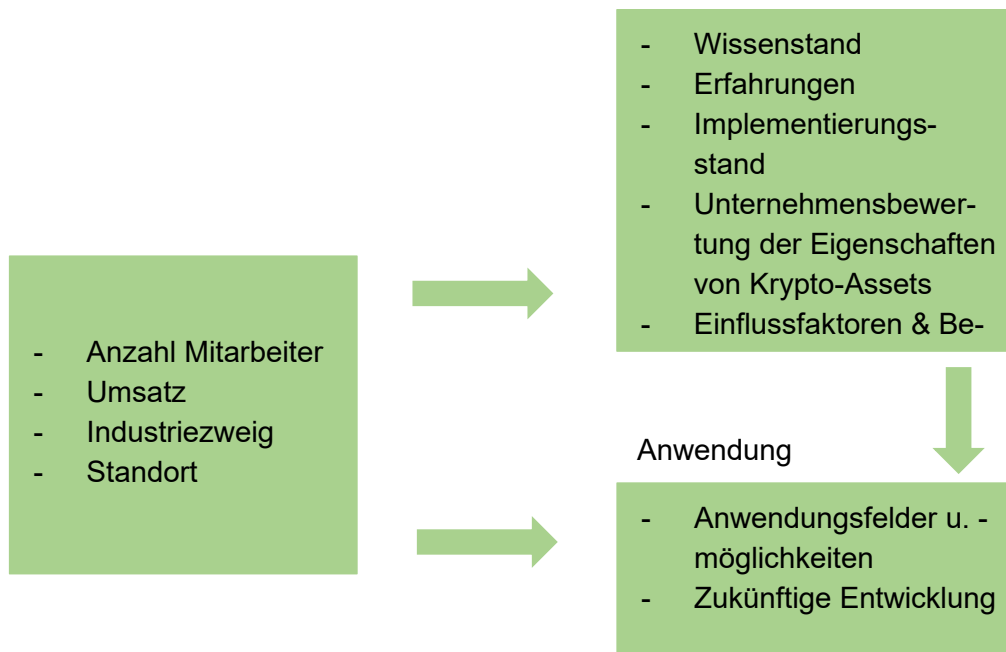 - Anzahl Mitarbeiter
- Umsatz
- Industriezweig
- Standort
- Wissenstand
- Erfahrungen
- Implementierungs-
stand
- Unternehmensbewer-
tung der Eigenschaften
von Krypto-Assets
- Einflussfaktoren & Be-
Anwendung
- Anwendungsfelder u. -
möglichkeiten
- Zukünftige Entwicklung